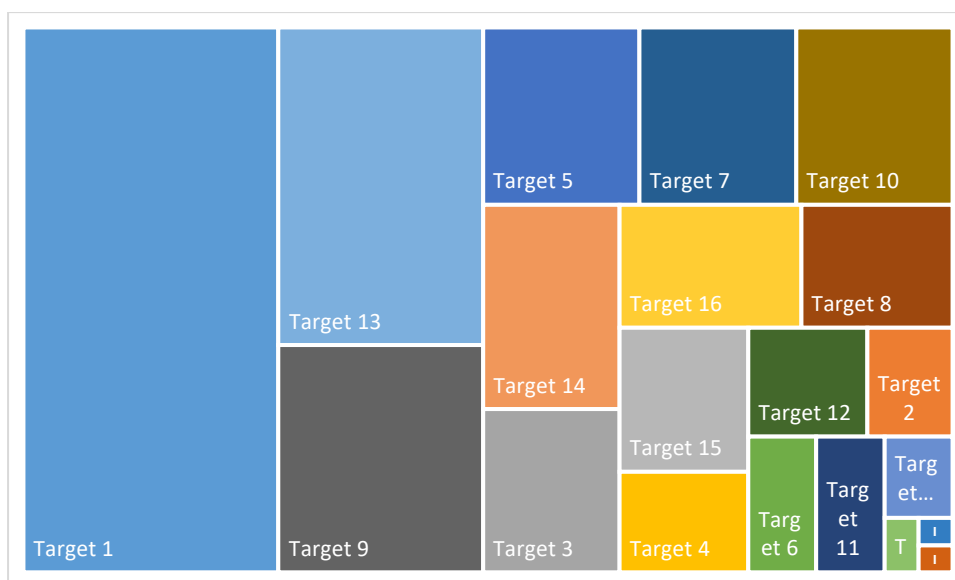 Target 1
Target 13
Target 9
Target 5
Target 7
Target 10
Target 14
Target 16
Target 8
Target 3
Target 15
Target 12
Target
2
Target 4
Targ
et 6
Targ
et
11
Targ
et...
T